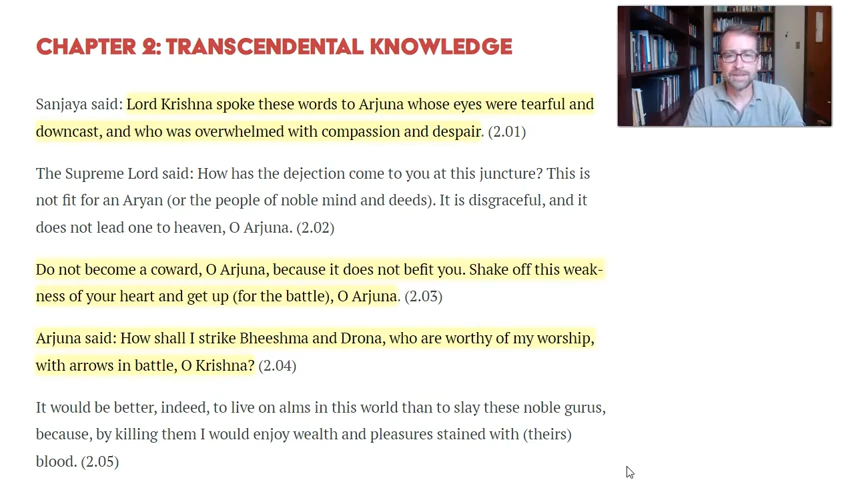 CHAPTER 2: TRANSCENDENTAL KNOWLEDGE
Sanjaya said: Lord Krishna spoke these words to Arjuna whose eyes were tearful and
downcast, and who was overwhelmed with compassion and despair. (2.01)
The Supreme Lord said: How has the dejection come to you at this juncture? This is
not fit for an Aryan (or the people of noble mind and deeds). It is disgraceful, and it
does not lead one to heaven, O Arjuna. (2.02)
Do not become a coward, O Arjuna, because it does not befit you. Shake off this weak-
ness of your heart and get up (for the battle), O Arjuna. (2.03)
Arjuna said: How shall I strike Bheeshma and Drona, who are worthy of my worship,
with arrows in battle, O Krishna? (2.04)
It would be better, indeed, to live on alms in this world than to slay these noble gurus,
because, by killing them I would enjoy wealth and pleasures stained with (theirs)
blood. (2.05)